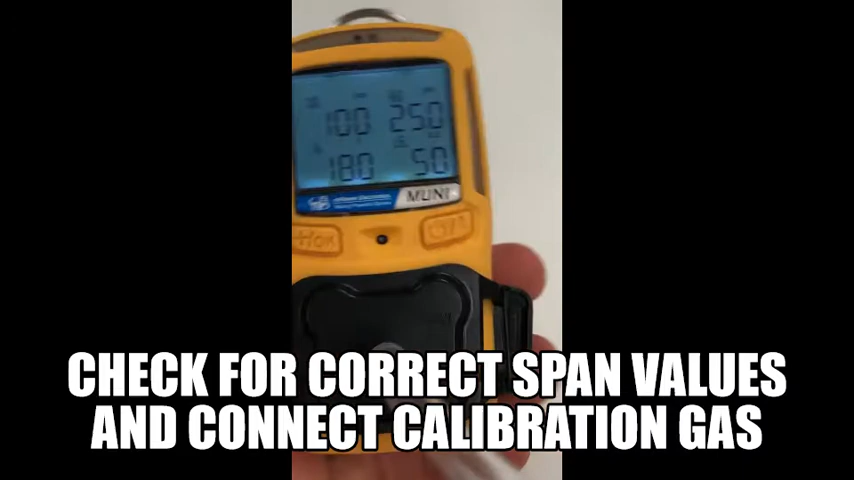 100 250
180 50
MUNI
CHECK FOR CORRECT SPAN VALUES
AND CONNECT CALIBRATION GAS